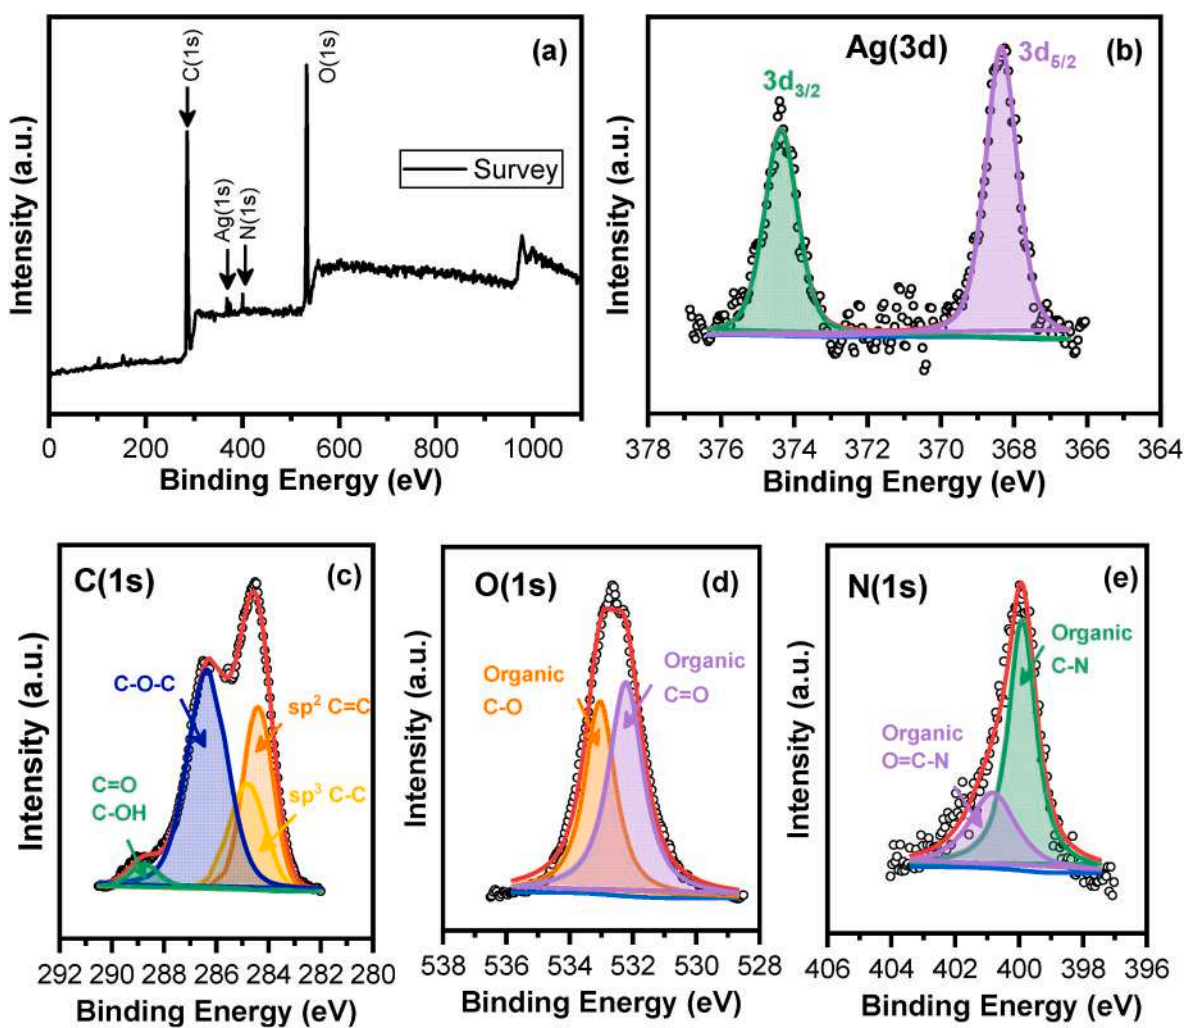 (a)
C(1s)
Ag(1s)
N(1s)
O(1s)
Survey
Intensity (a.u.)
0 200 400 600 800 1000
Binding Energy (eV)
Ag(3d)
(b)
3d3/2
3d5/2
Intensity (a.u.)
378 376 374 372 370 368 366 364
Binding Energy (eV)
C(1s)
(c)
C-O-C
sp2 C=C
C=O
C-OH
sp3 C-C
Intensity (a.u.)
292 290 288 286 284 282 280
Binding Energy (eV)
O(1s)
(d)
Organic
C-O
Organic
C=O
Intensity (a.u.)
538 536 534 532 530 528
Binding Energy (eV)
N(1s)
(e)
Organic
C-N
Organic
O=C-N
Intensity (a.u.)
406 404 402 400 398 396
Binding Energy (eV)